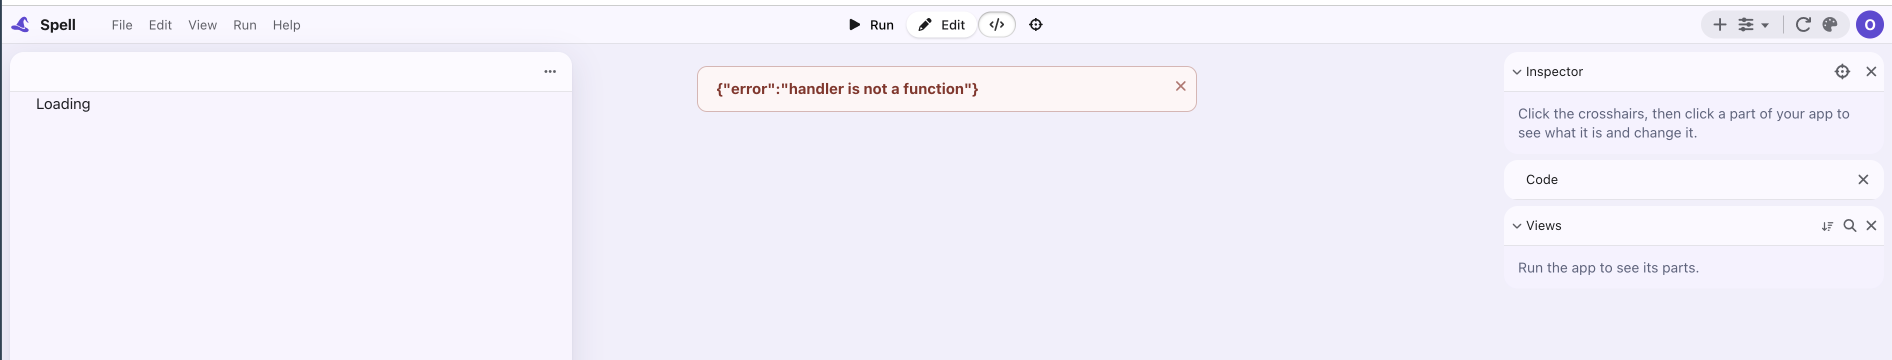 Spell File Edit View Run Help Run Edit </> O
...
Loading
{"error":"handler is not a function"}
Inspector
Click the crosshairs, then click a part of your app to
see what it is and change it.
Code
Views
Run the app to see its parts.